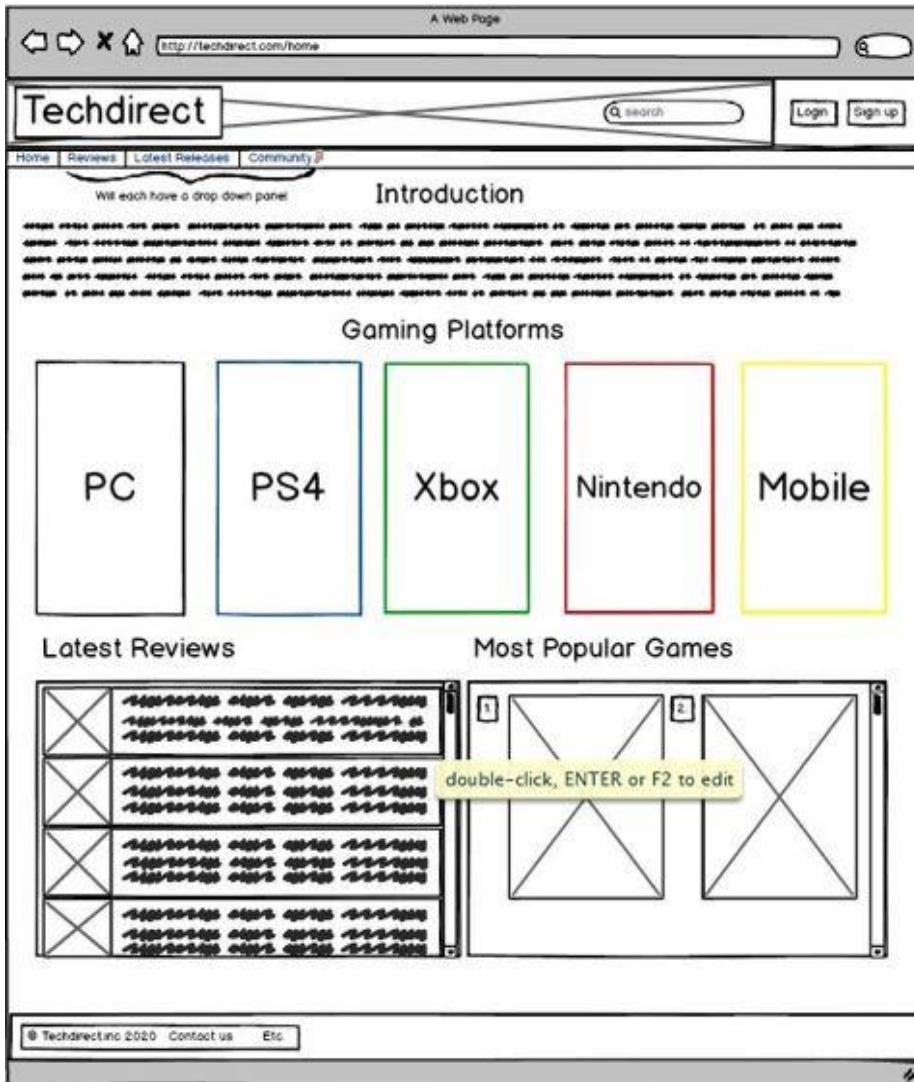 A Web Page
http://techdirect.com/home
Techdirect
search
Login
Sign up
Home
Reviews
Latest Releases
Community
Will each have a drop down panel
Introduction
Gaming Platforms
PC
PS4
Xbox
Nintendo
Mobile
Latest Reviews
Most Popular Games
1.
2.
double-click, ENTER or F2 to edit
© Techdirect.inc 2020 Contact us Etc.